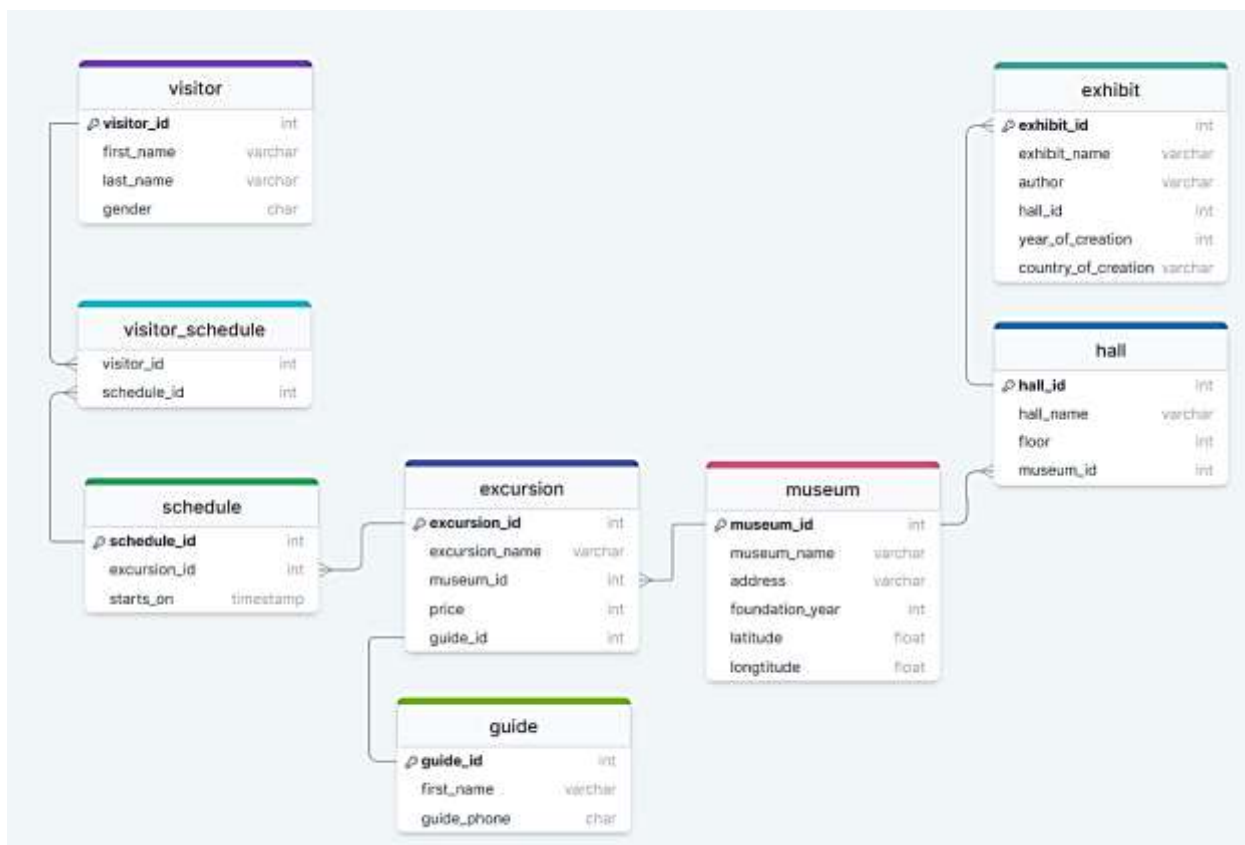 visitor
visitor_id int
first_name varchar
last_name varchar
gender char
visitor_schedule
visitor_id int
schedule_id int
schedule
schedule_id int
excursion_id int
starts_on timestamp
excursion
excursion_id int
excursion_name varchar
museum_id int
price int
guide_id int
guide
guide_id int
first_name varchar
guide_phone char
museum
museum_id int
museum_name varchar
address varchar
foundation_year int
latitude float
longtitude float
exhibit
exhibit_id int
exhibit_name varchar
author varchar
hall_id int
year_of_creation int
country_of_creation varchar
hall
hall_id int
hall_name varchar
floor int
museum_id int